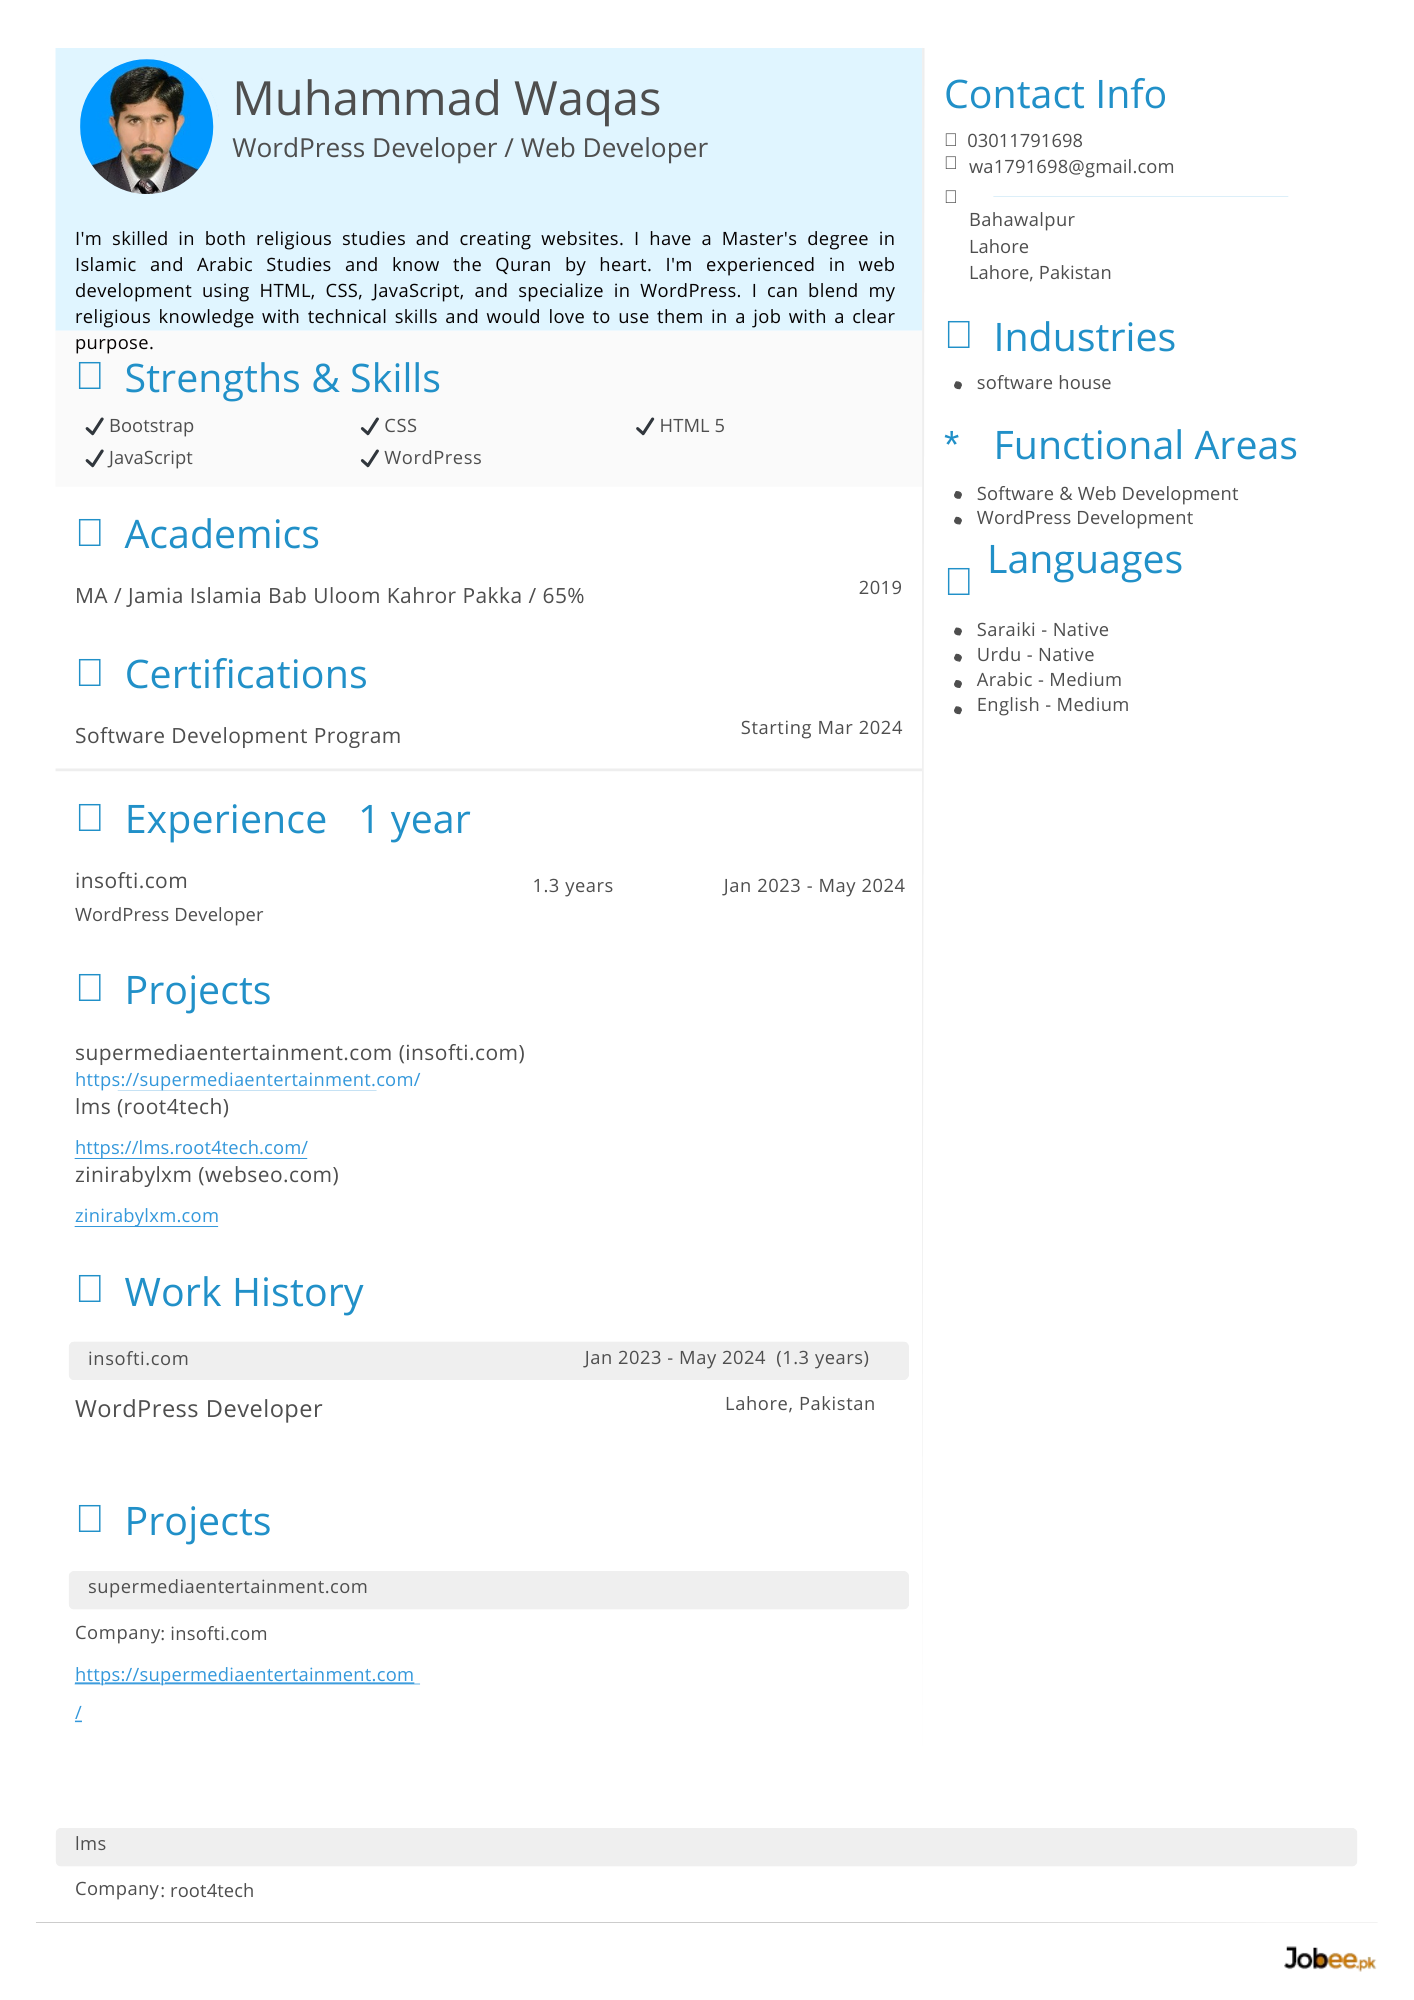 Muhammad Waqas
WordPress Developer / Web Developer
I'm skilled in both religious studies and creating websites. I have a Master's degree in
Islamic and Arabic Studies and know the Quran by heart. I'm experienced in web
development using HTML, CSS, JavaScript, and specialize in WordPress. I can blend my
religious knowledge with technical skills and would love to use them in a job with a clear
purpose.
Strengths & Skills
Bootstrap CSS HTML 5
JavaScript WordPress
Academics
MA / Jamia Islamia Bab Uloom Kahror Pakka / 65% 2019
Certifications
Software Development Program Starting Mar 2024
Experience 1 year
insofti.com 1.3 years Jan 2023 - May 2024
WordPress Developer
Projects
supermediaentertainment.com (insofti.com)
https://supermediaentertainment.com/
lms (root4tech)
https://lms.root4tech.com/
zinirabylxm (webseo.com)
zinirabylxm.com
Work History
insofti.com Jan 2023 - May 2024 (1.3 years)
WordPress Developer Lahore, Pakistan
Projects
supermediaentertainment.com
Company: insofti.com
https://supermediaentertainment.com
/
lms
Company: root4tech
Contact Info
03011791698
wa1791698@gmail.com
Bahawalpur
Lahore
Lahore, Pakistan
Industries
• software house
* Functional Areas
• Software & Web Development
• WordPress Development
Languages
• Saraiki - Native
• Urdu - Native
• Arabic - Medium
• English - Medium
Jobee.pk